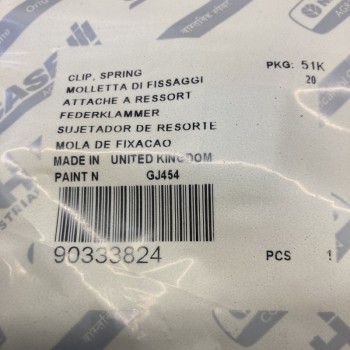 CASE
CLIP, SPRING PKG: 51K
MOLLETTA DI FISSAGGI 20
ATTACHE A RESSORT
FEDERKLAMMER
SUJETADOR DE RESORTE
MOLA DE FIXACAO
MADE IN UNITED KINGDOM
PAINT N GJ454
90333824 PCS 1